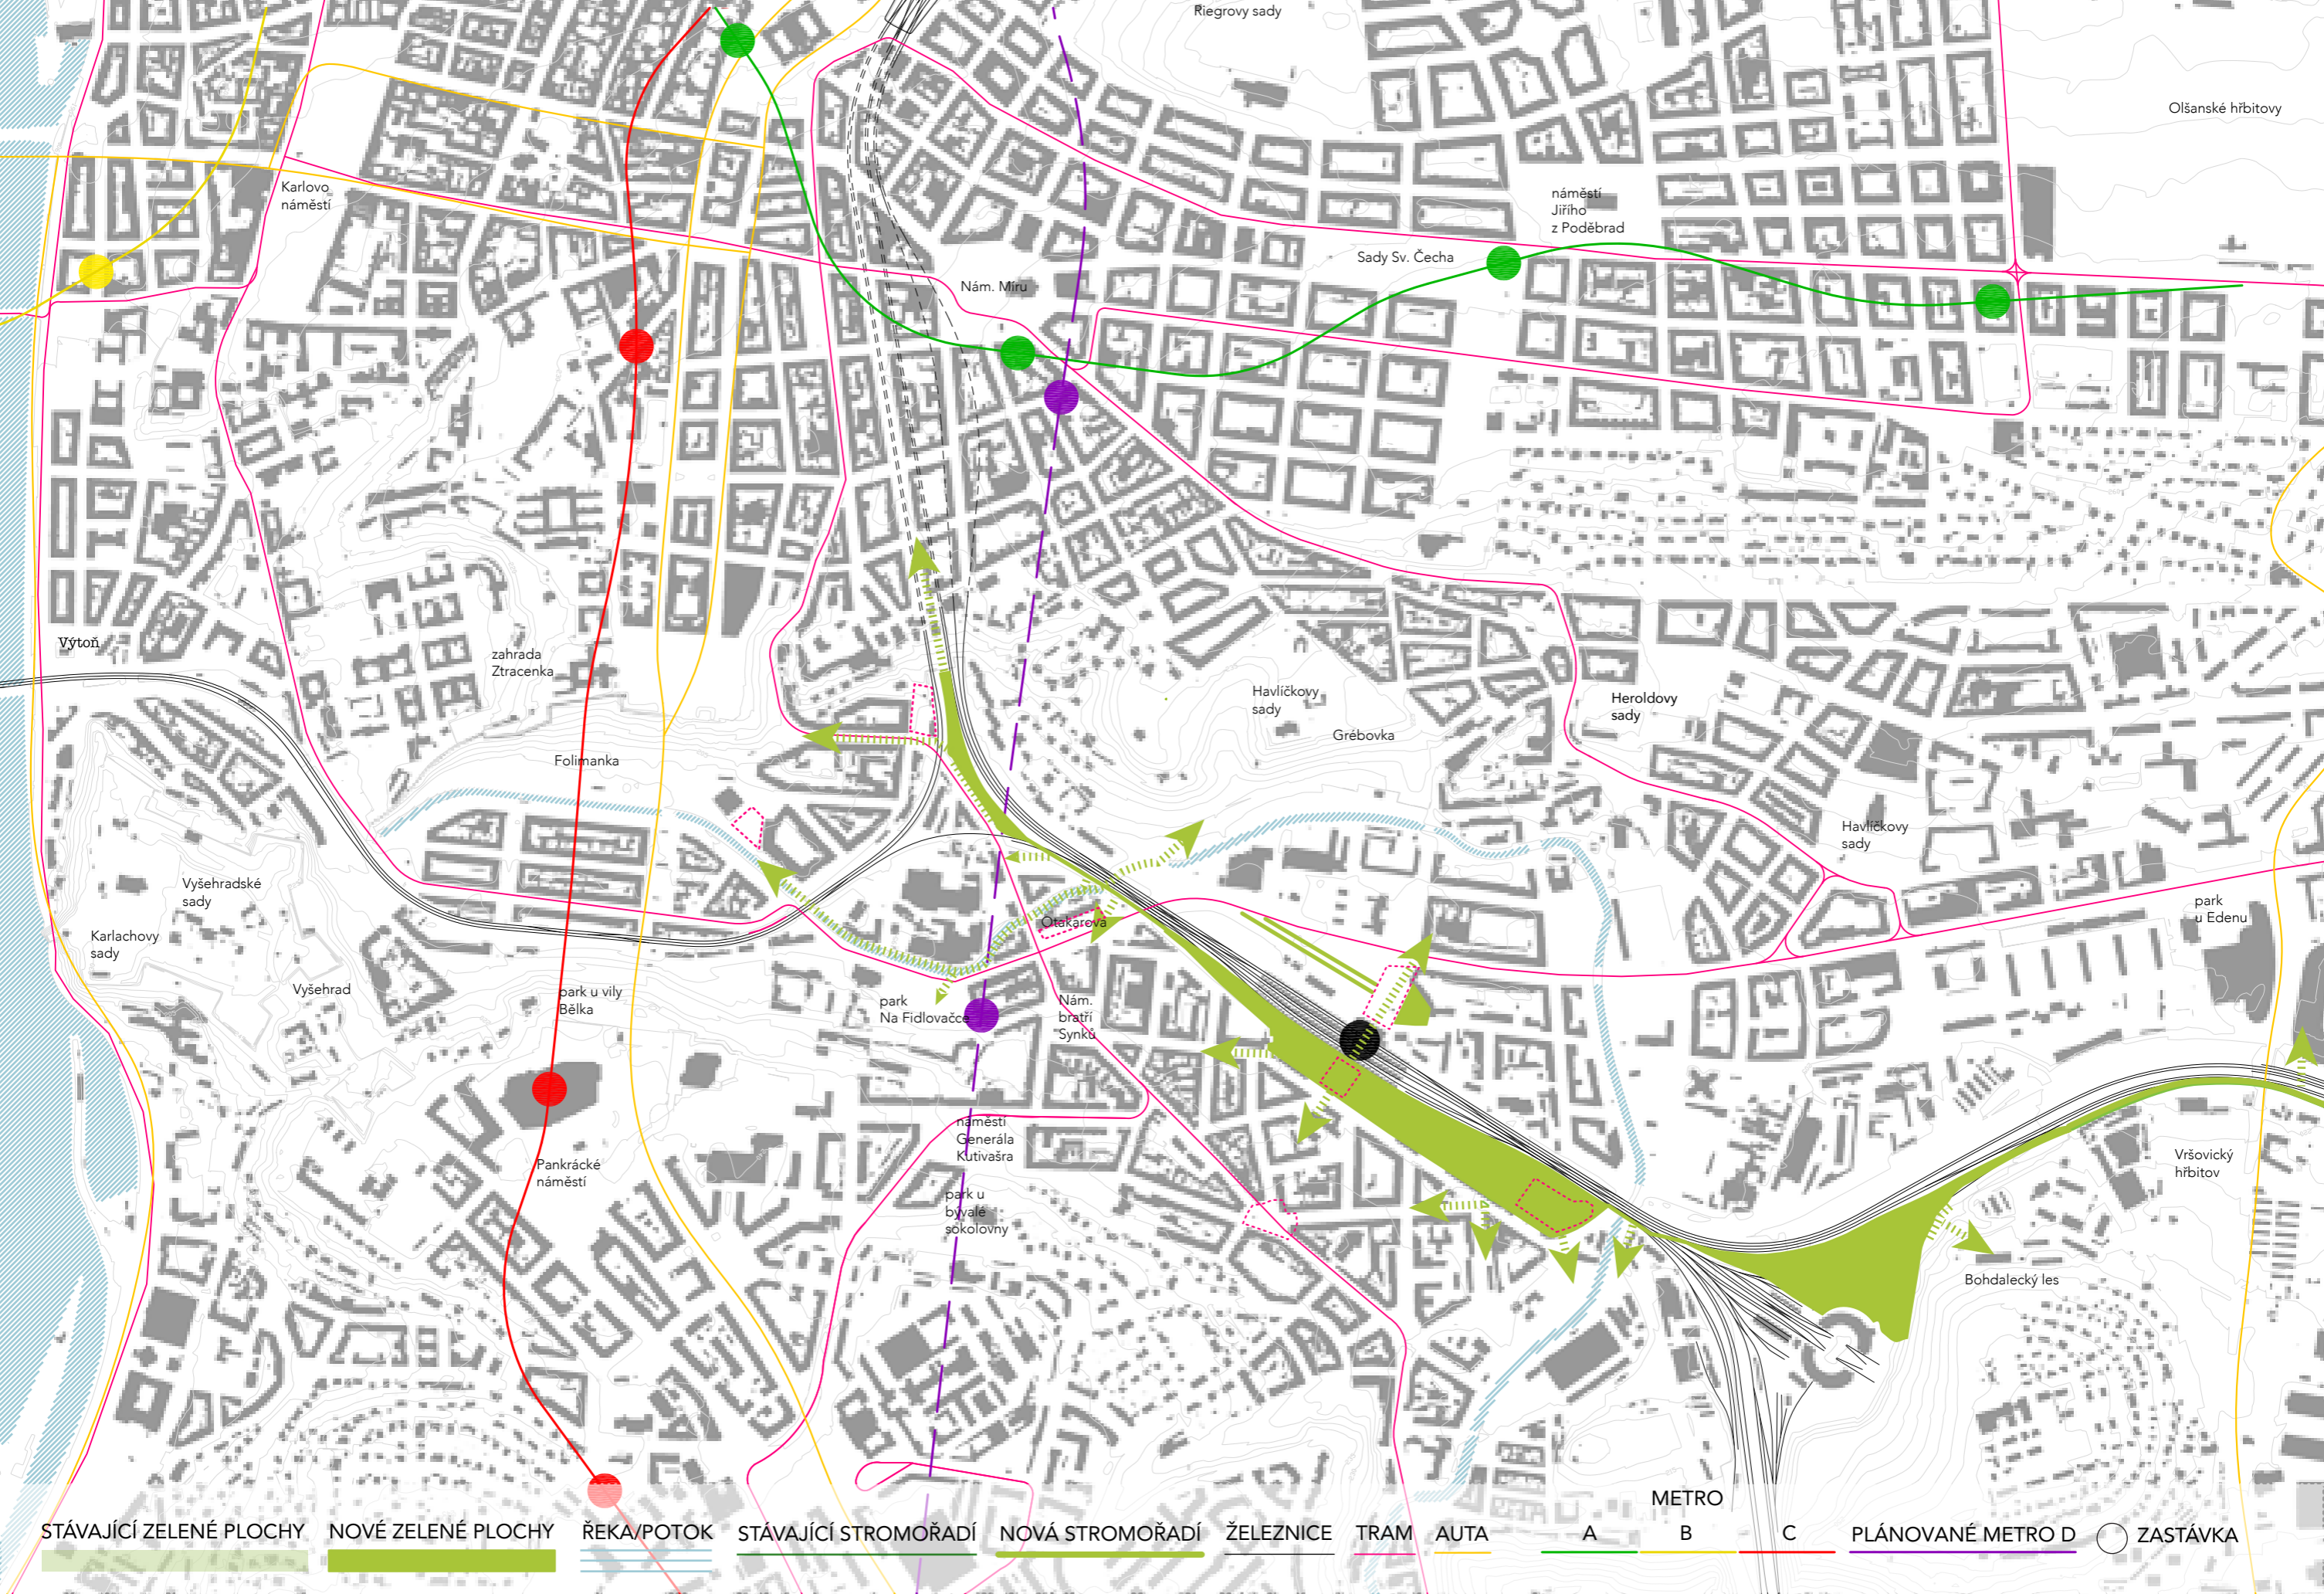 Riegrovy sady
Olšanské hřbitovy
Karlovo
náměstí
náměstí
Jiřího
z Poděbrad
Sady Sv. Čecha
Nám. Míru
Výtoň
zahrada
Ztracenka
Havlíčkovy
sady
Heroldovy
sady
Grébovka
Folimanka
Havlíčkovy
sady
Vyšehradské
sady
park
u Edenu
Otakarova
Karlachovy
sady
Vyšehrad
park u vily
Bělka
park
Na Fidlovačce
Nám.
bratří
Synků
náměstí
Generála
Kutivašra
Pankrácké
náměstí
Vršovický
hřbitov
park u
bývalé
sokolovny
Bohdalecký les
METRO
STÁVAJÍCÍ ZELENÉ PLOCHY NOVÉ ZELENÉ PLOCHY ŘEKA/POTOK STÁVAJÍCÍ STROMOŘADÍ NOVÁ STROMOŘADÍ ŽELEZNICE TRAM AUTA A B C PLÁNOVANÉ METRO D ZASTÁVKA